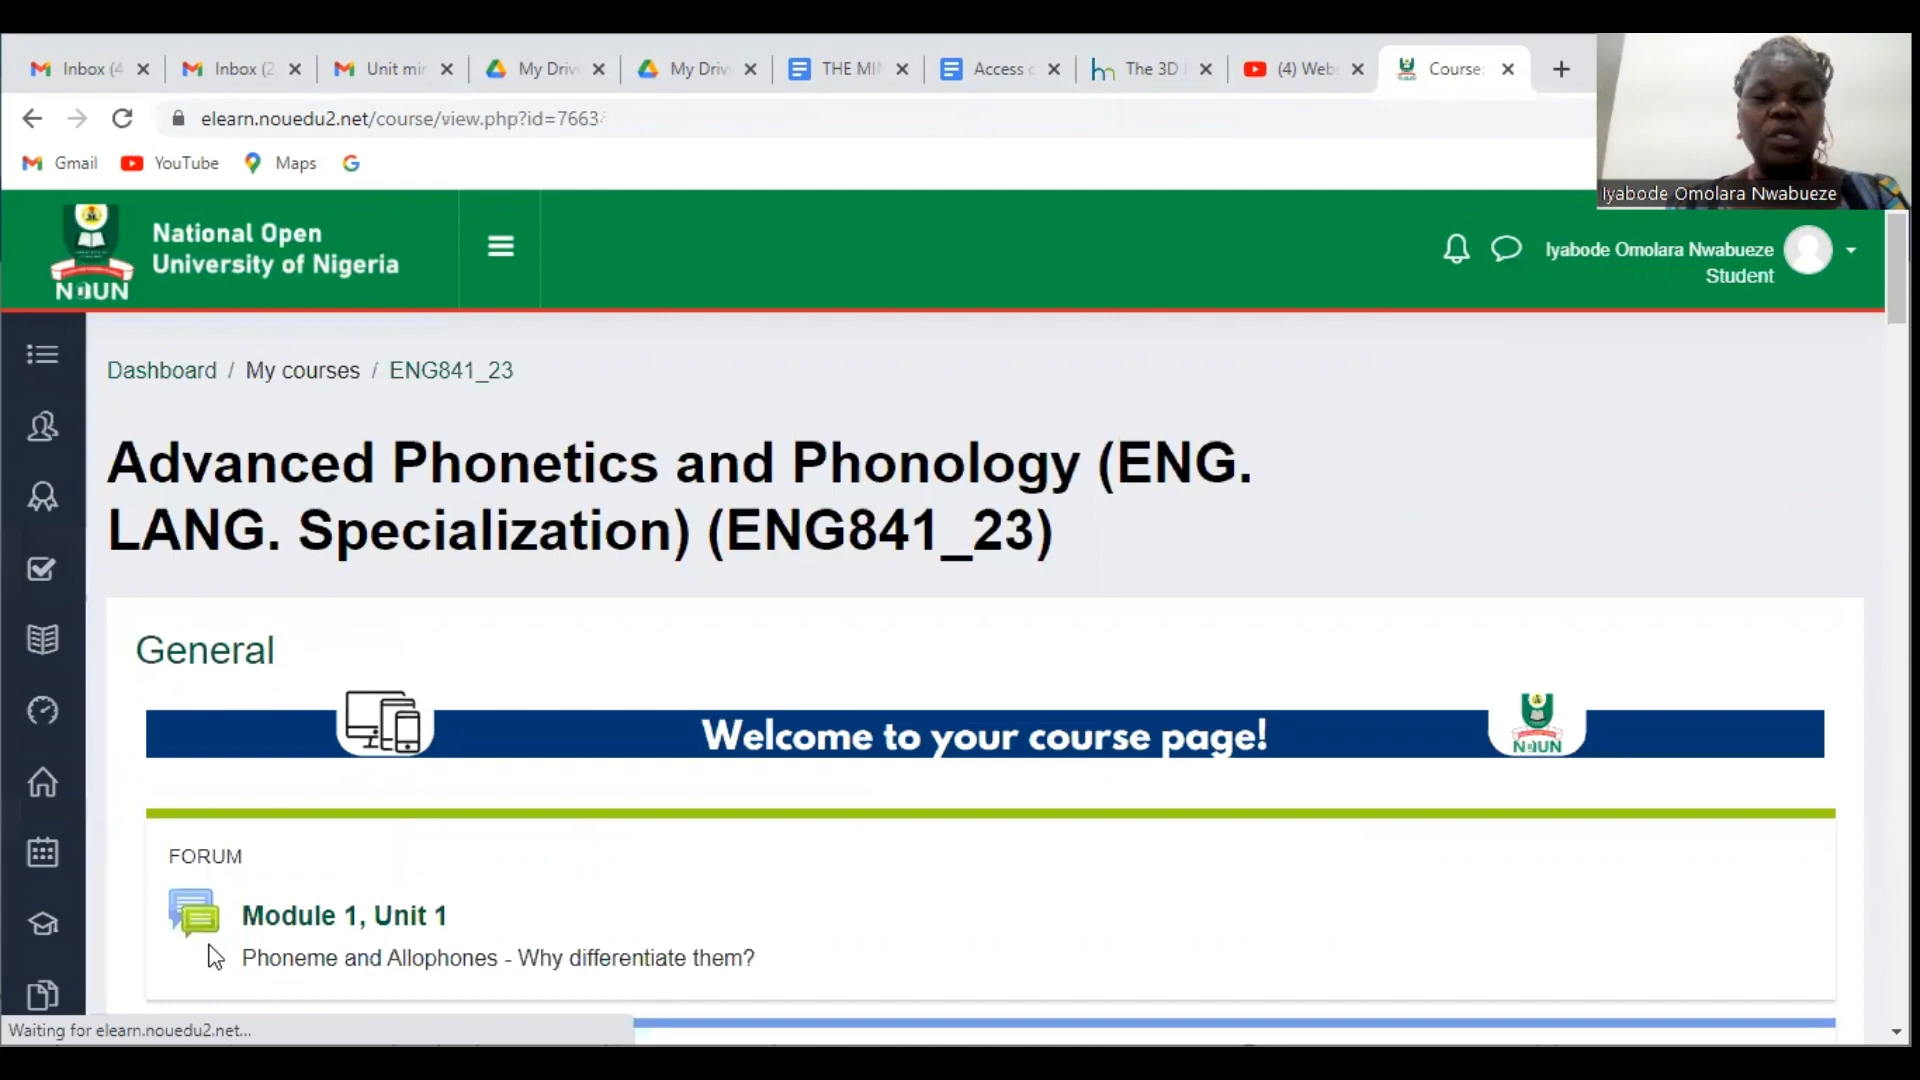 Inbox (4
Inbox (2
Unit mir
My Driv
My Driv
THE MI
Access
The 3D
(4) Web
Course:
elearn.nouedu2.net/course/view.php?id=7663
Gmail
YouTube
Maps
Iyabode Omolara Nwabueze
NOUN
National Open
University of Nigeria
Iyabode Omolara Nwabueze
Student
Dashboard / My courses / ENG841_23
Advanced Phonetics and Phonology (ENG.
LANG. Specialization) (ENG841_23)
General
Welcome to your course page!
NOUN
FORUM
Module 1, Unit 1
Phoneme and Allophones - Why differentiate them?
Waiting for elearn.nouedu2.net...